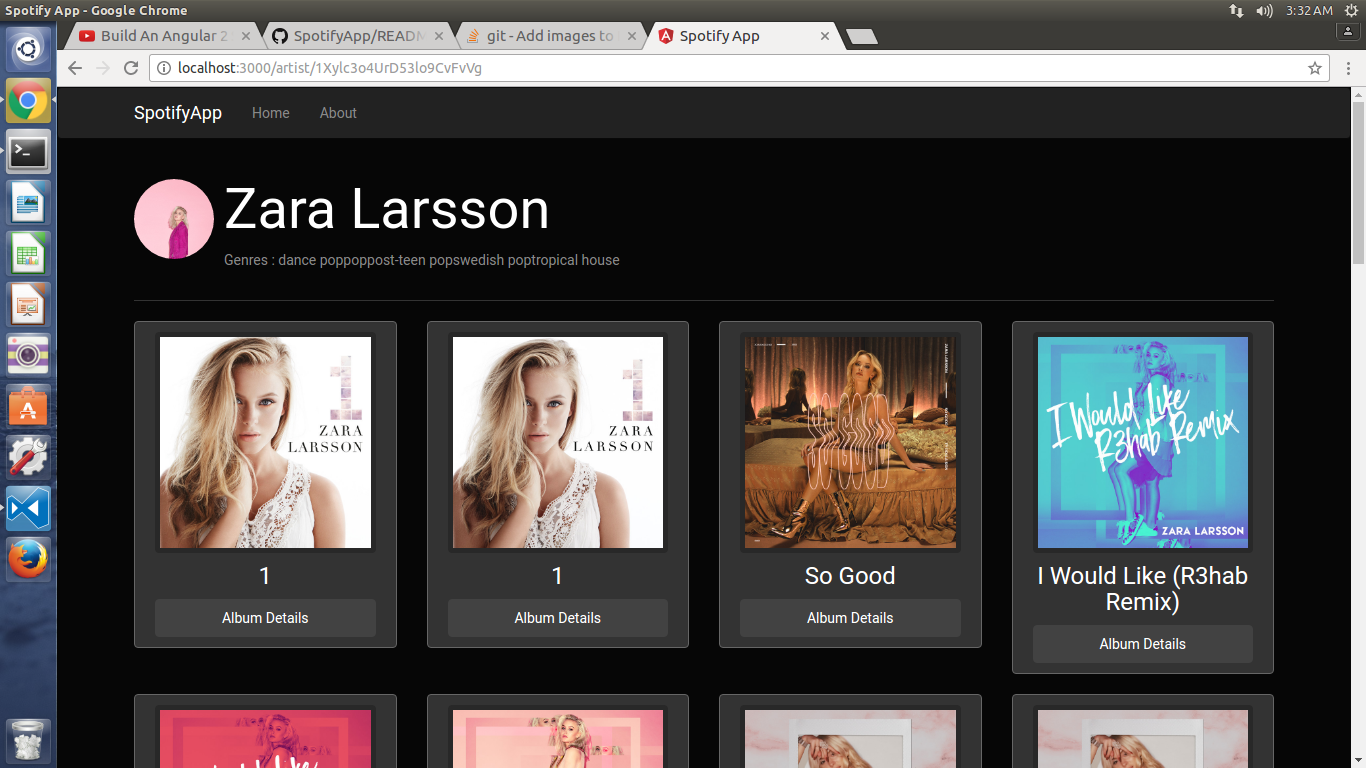 Spotify App - Google Chrome
3:32 AM
Build An Angular 2
SpotifyApp/READM
git - Add images to
Spotify App
localhost:3000/artist/1Xylc3o4UrD53lo9CvFvVg
SpotifyApp
Home
About
Zara Larsson
Genres : dance poppoppost-teen popswedish poptropical house
1
ZARA
LARSSON
1
Album Details
1
ZARA
LARSSON
1
Album Details
SO GOOD
So Good
Album Details
I Would Like
R3hab Remix
ZARA LARSSON
I Would Like (R3hab
Remix)
Album Details